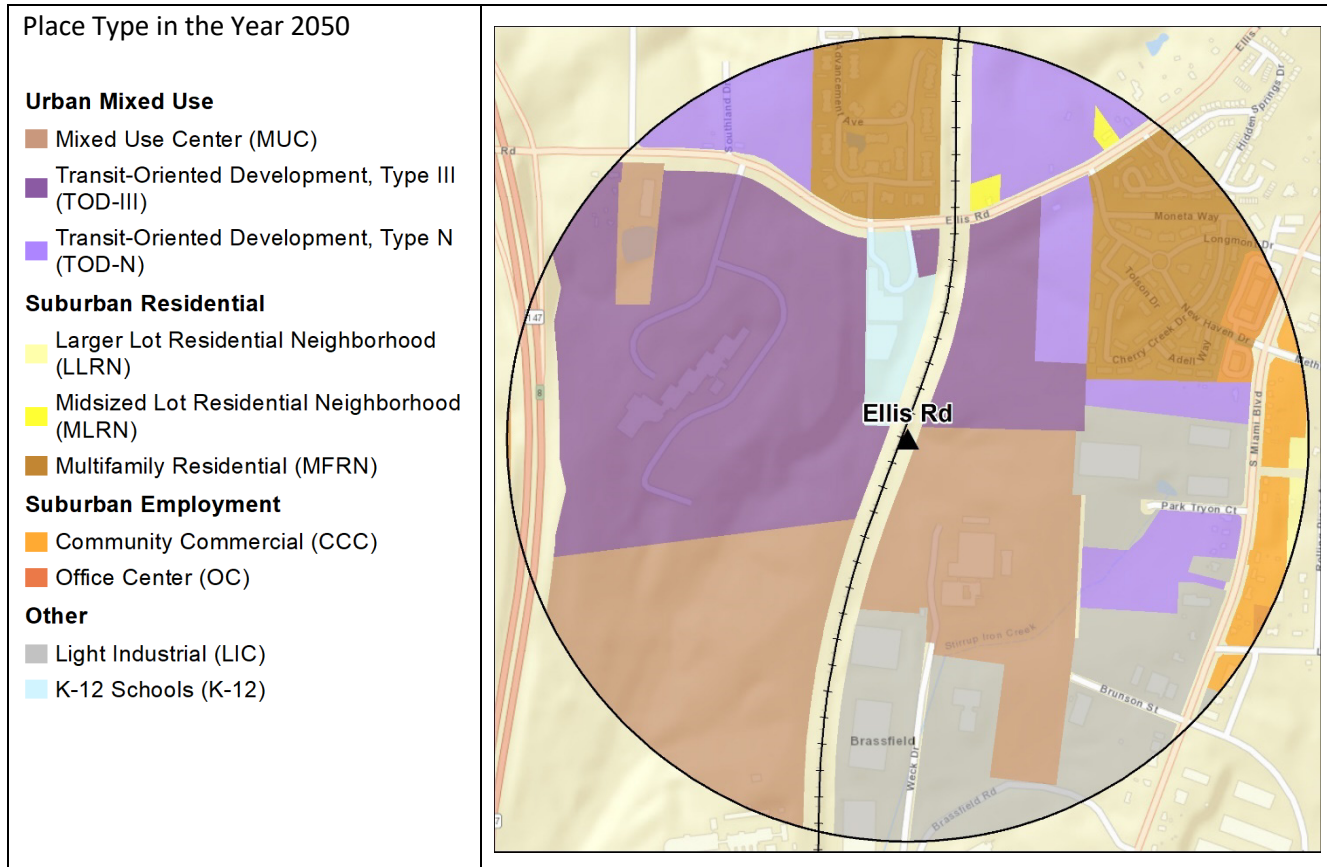 Place Type in the Year 2050
Urban Mixed Use
Mixed Use Center (MUC)
Transit-Oriented Development, Type III
(TOD-III)
Transit-Oriented Development, Type N
(TOD-N)
Suburban Residential
Larger Lot Residential Neighborhood
(LLRN)
Midsized Lot Residential Neighborhood
(MLRN)
Multifamily Residential (MFRN)
Suburban Employment
Community Commercial (CCC)
Office Center (OC)
Other
Light Industrial (LIC)
K-12 Schools (K-12)
Advancement
Ave
Southland Dr
Rd
Ellis
Hidden Springs Dr
Ellis Rd
Moneta Way
Longmont Dr
Tolson Dr
New Haven Dr
Cherry Creek Dr
Adell Way
Meth
147
8
Ellis Rd
S Miami Blvd
Park Tryon Ct
Stirrup Iron Creek
Brunson St
Brassfield
Weck Dr
Brassfield Rd
7